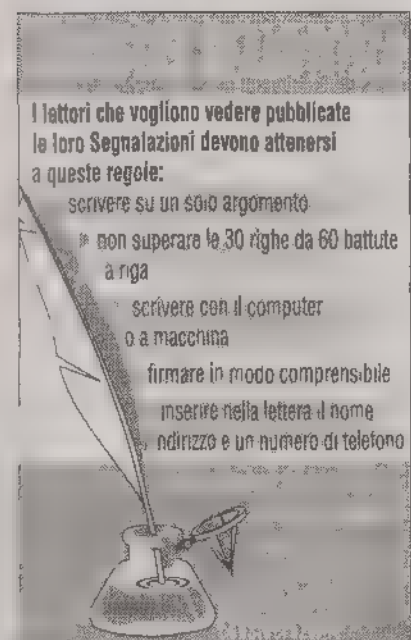 I lettori che vogliono vedere pubblicate
le loro Segnalazioni devono attenersi
a queste regole:
scrivere su un solo argomento
non superare le 30 righe da 60 battute
a riga
scrivere con il computer
o a macchina
firmare in modo comprensibile
inserire nella lettera il nome
ndirizzo e un numero di telefono